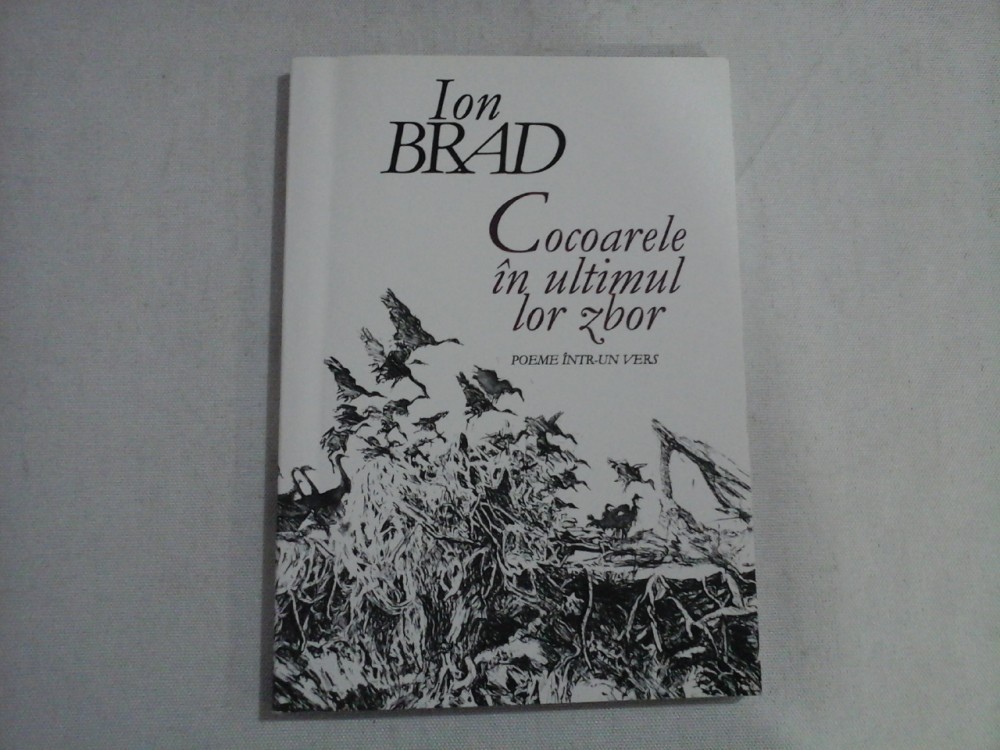 Ion
BRAD
Cocoarele
în ultimul
lor zbor
POEME ÎNTR-UN VERS